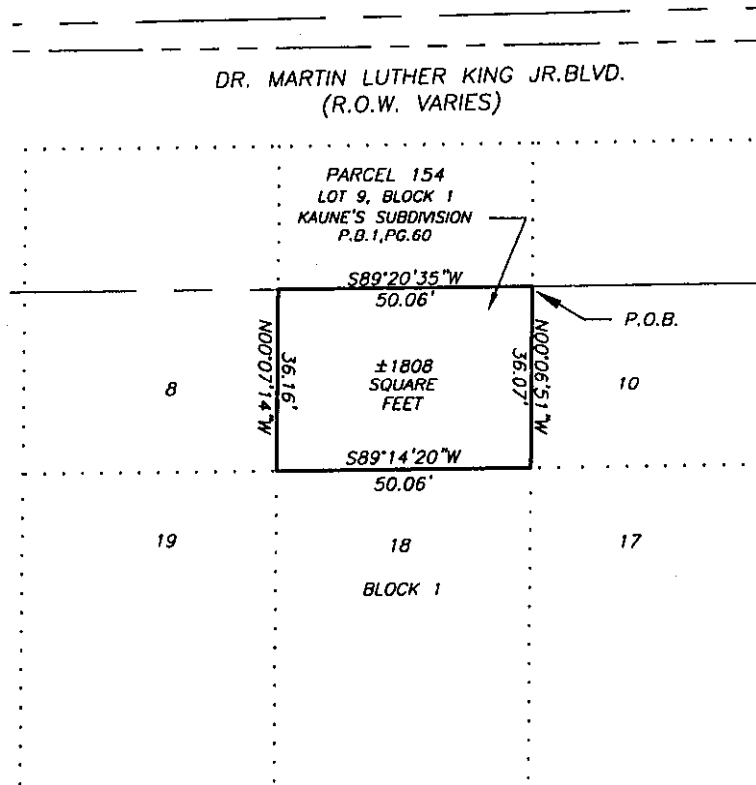 DR. MARTIN LUTHER KING JR.BLVD.
(R.O.W. VARIES)
PARCEL 154
LOT 9, BLOCK 1
KAUNE'S SUBDIVISION
P.B.1,PG.60
S89°20'35"W
50.06'
P.O.B.
N00°07'14"W
36.16'
±1808
SQUARE
FEET
36.07'
N00°06'51"W
8
10
S89°14'20"W
50.06'
19
18
17
BLOCK 1